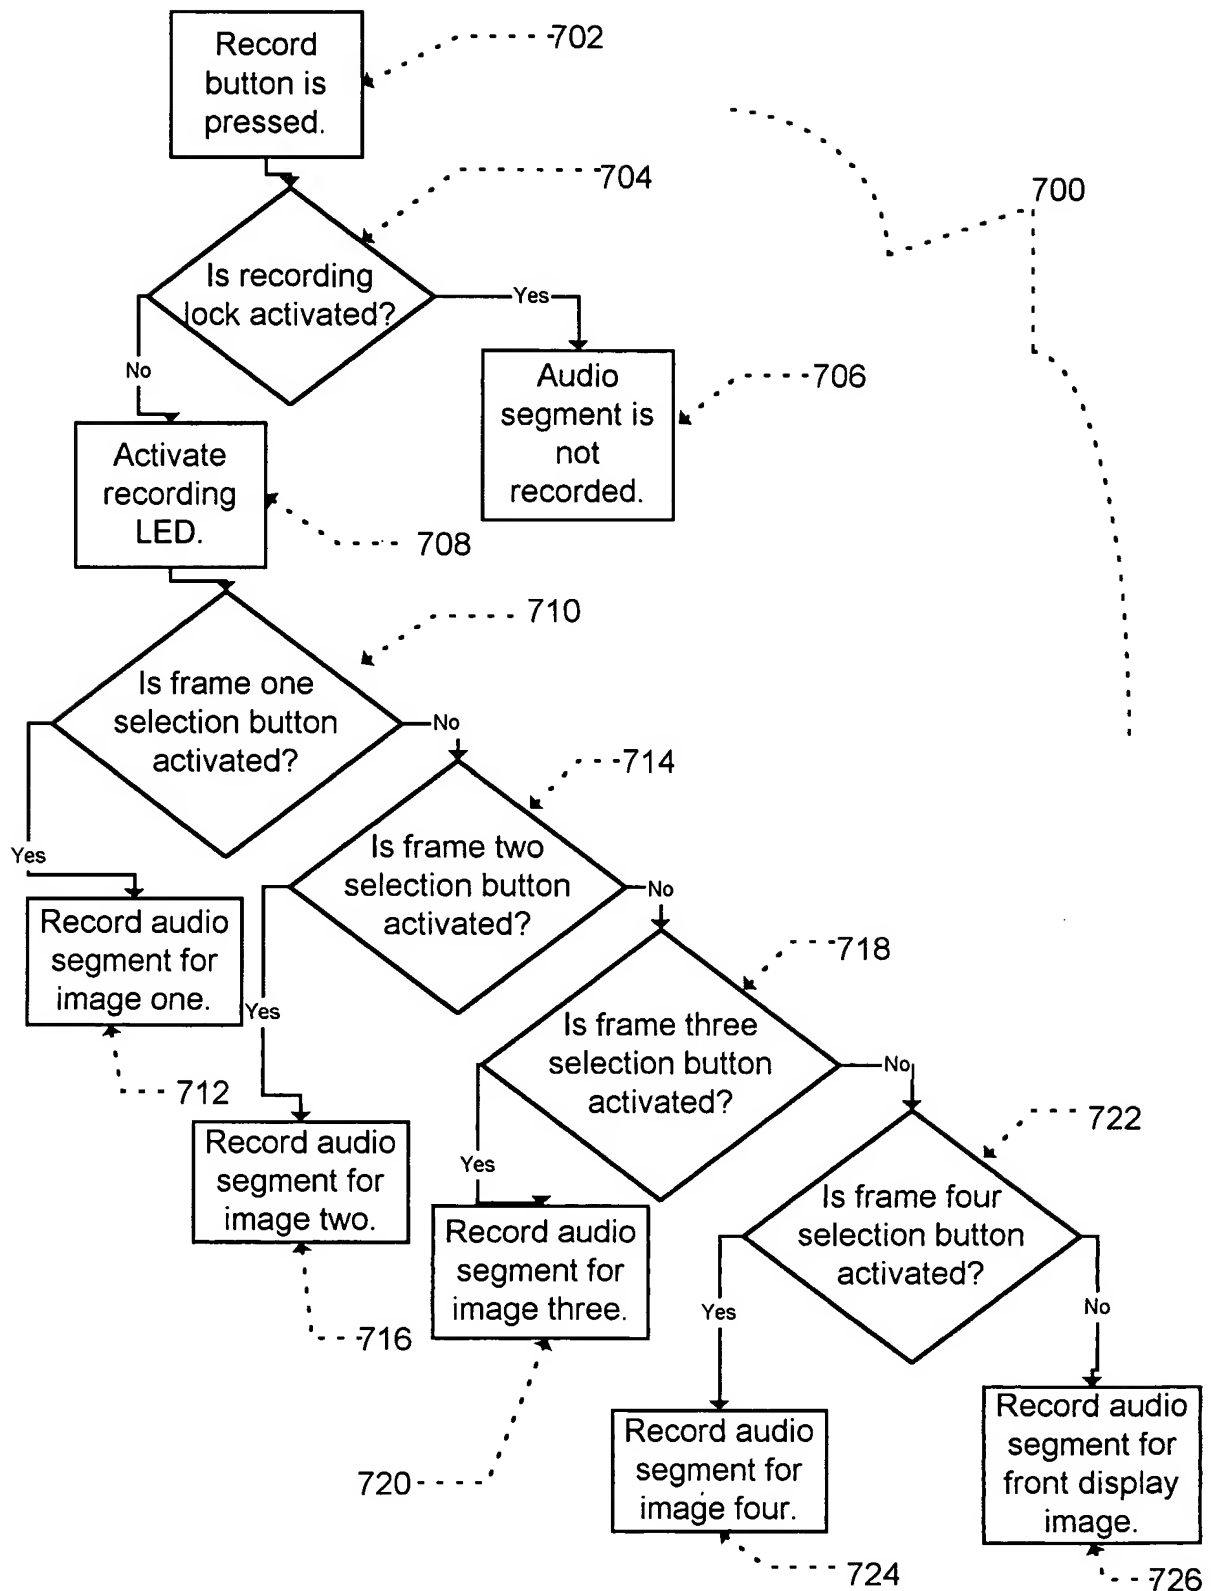 Record
button is
pressed.
702
704
700
Is recording
lock activated?
Yes
No
Audio
segment is
not
recorded.
706
Activate
recording
LED.
708
710
Is frame one
selection button
activated?
No
Yes
714
Is frame two
selection button
activated?
No
Yes
Record audio
segment for
image one.
712
718
Is frame three
selection button
activated?
No
Yes
Record audio
segment for
image two.
716
722
Is frame four
selection button
activated?
Yes
No
Record audio
segment for
image three.
720
Record audio
segment for
image four.
724
Record audio
segment for
front display
image.
726